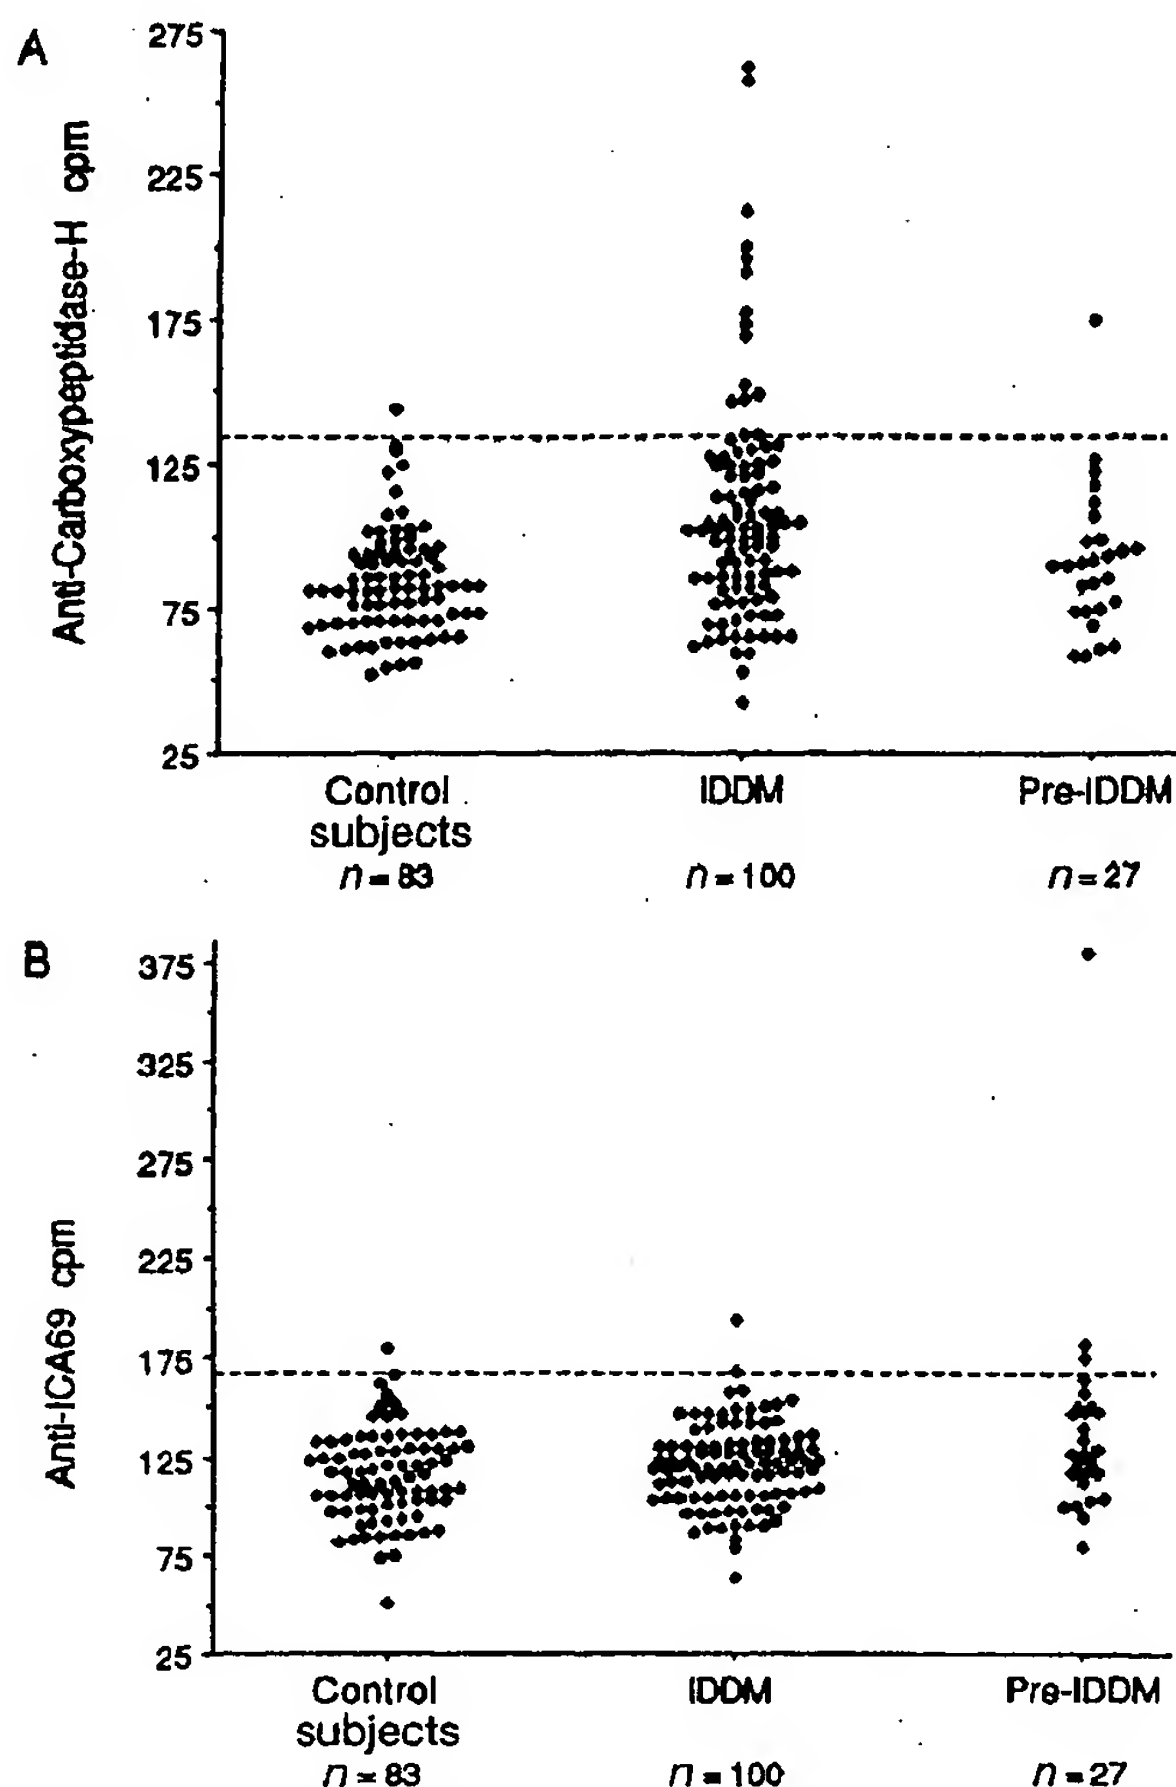 A
Anti-Carboxypeptidase-H cpm
275
225
175
125
75
25
Control IDDM Pre-IDDM
subjects
n=83 n=100 n=27
B
Anti-ICA69 cpm
375
325
275
225
175
125
75
25
Control IDDM Pre-IDDM
subjects
n=83 n=100 n=27